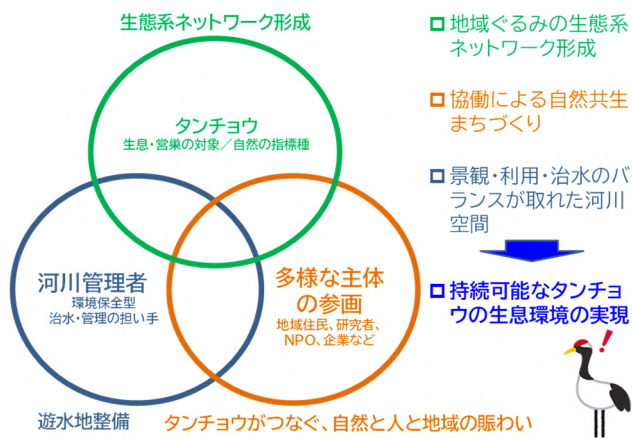 生態系ネットワーク形成
タンチョウ
生息・営巣の対象／自然の指標種
河川管理者
環境保全型
治水・管理の担い手
多様な主体
の参画
地域住民、研究者、
NPO、企業など
遊水地整備
タンチョウがつなぐ、自然と人と地域の賑わい
地域ぐるみの生態系
ネットワーク形成
協働による自然共生
まちづくり
景観・利用・治水のバ
ランスが取れた河川
空間
持続可能なタンチョ
ウの生息環境の実現
!